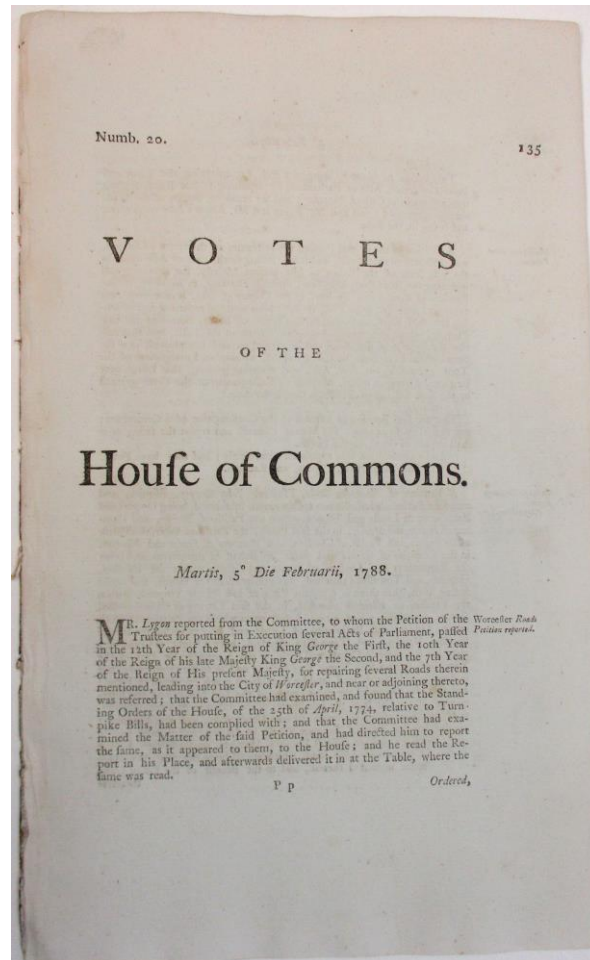 Numb. 20.
135
VOTES
OF THE
Houſe of Commons.
Martis, 5° Die Februarii, 1788.
MR. Lygon reported from the Committee, to whom the Petition of the
Truſtees for putting in Execution ſeveral Acts of Parliament, paſſed
in the 12th Year of the Reign of King George the Firſt, the 10th Year
of the Reign of his late Majeſty King George the Second, and the 7th Year
of the Reign of His preſent Majeſty, for repairing ſeveral Roads therein
mentioned, leading into the City of Worceſter, and near or adjoining thereto,
was referred; that the Committee had examined, and found that the Stand-
ing Orders of the Houſe, of the 25th of April, 1774, relative to Turn-
pike Bills, had been complied with; and that the Committee had exa-
mined the Matter of the ſaid Petition, and had directed him to report
the ſame, as it appeared to them, to the Houſe; and he read the Re-
port in his Place, and afterwards delivered it in at the Table, where the
ſame was read.
Worceſter Roads
Petition reported.
P p
Ordered,